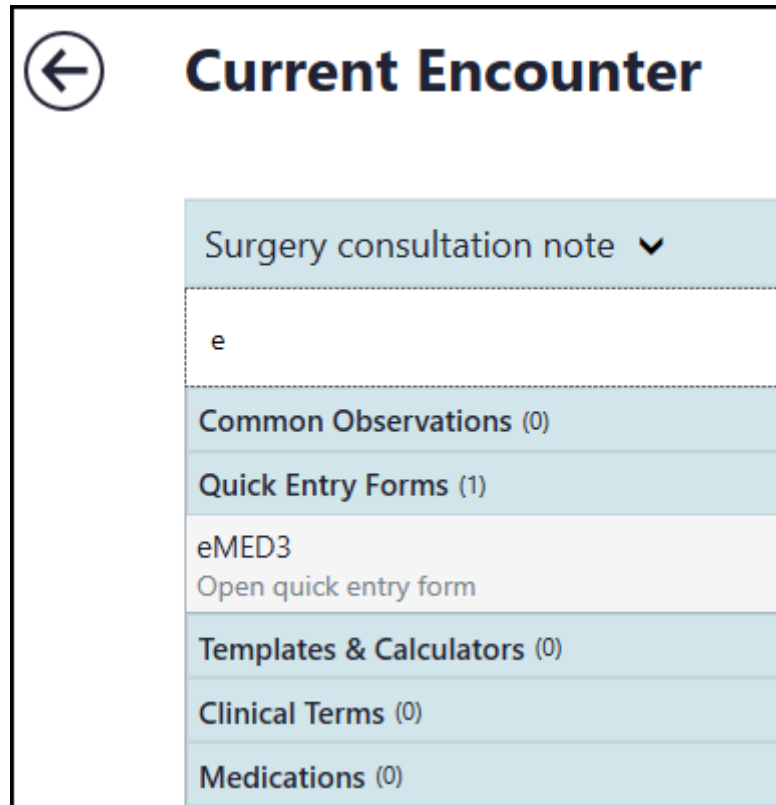 Current Encounter
Surgery consultation note
e
Common Observations (0)
Quick Entry Forms (1)
eMED3
Open quick entry form
Templates & Calculators (0)
Clinical Terms (0)
Medications (0)